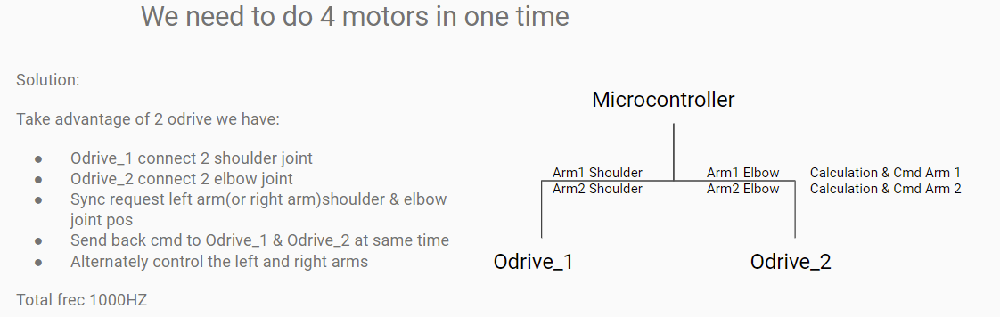 We need to do 4 motors in one time
Solution:
Take advantage of 2 odrive we have:
● Odrive_1 connect 2 shoulder joint
● Odrive_2 connect 2 elbow joint
● Sync request left arm(or right arm)shoulder & elbow
joint pos
● Send back cmd to Odrive_1 & Odrive_2 at same time
● Alternately control the left and right arms
Total frec 1000HZ
Microcontroller
Arm1 Shoulder
Arm2 Shoulder
Arm1 Elbow
Arm2 Elbow
Calculation & Cmd Arm 1
Calculation & Cmd Arm 2
Odrive_1
Odrive_2